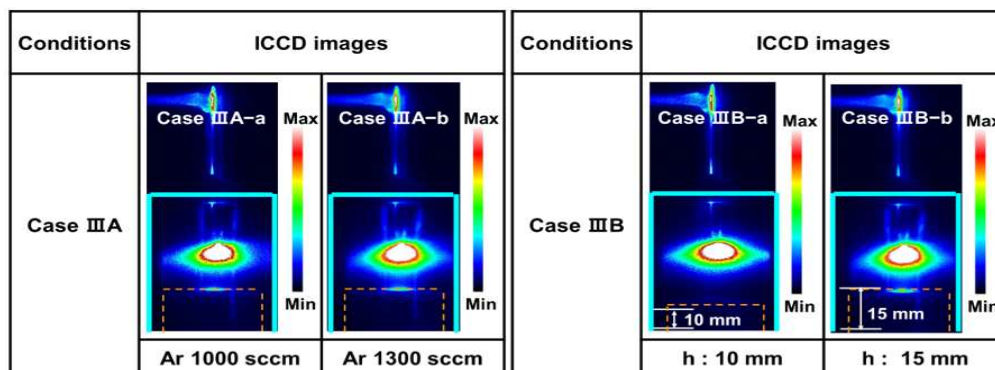 Conditions
ICCD images
Case ⅢA
Case ⅢA-a
Max
Min
Case ⅢA-b
Max
Min
Ar 1000 sccm
Ar 1300 sccm
Conditions
ICCD images
Case ⅢB
Case ⅢB-a
Max
Min
10 mm
Case ⅢB-b
Max
Min
15 mm
h : 10 mm
h : 15 mm